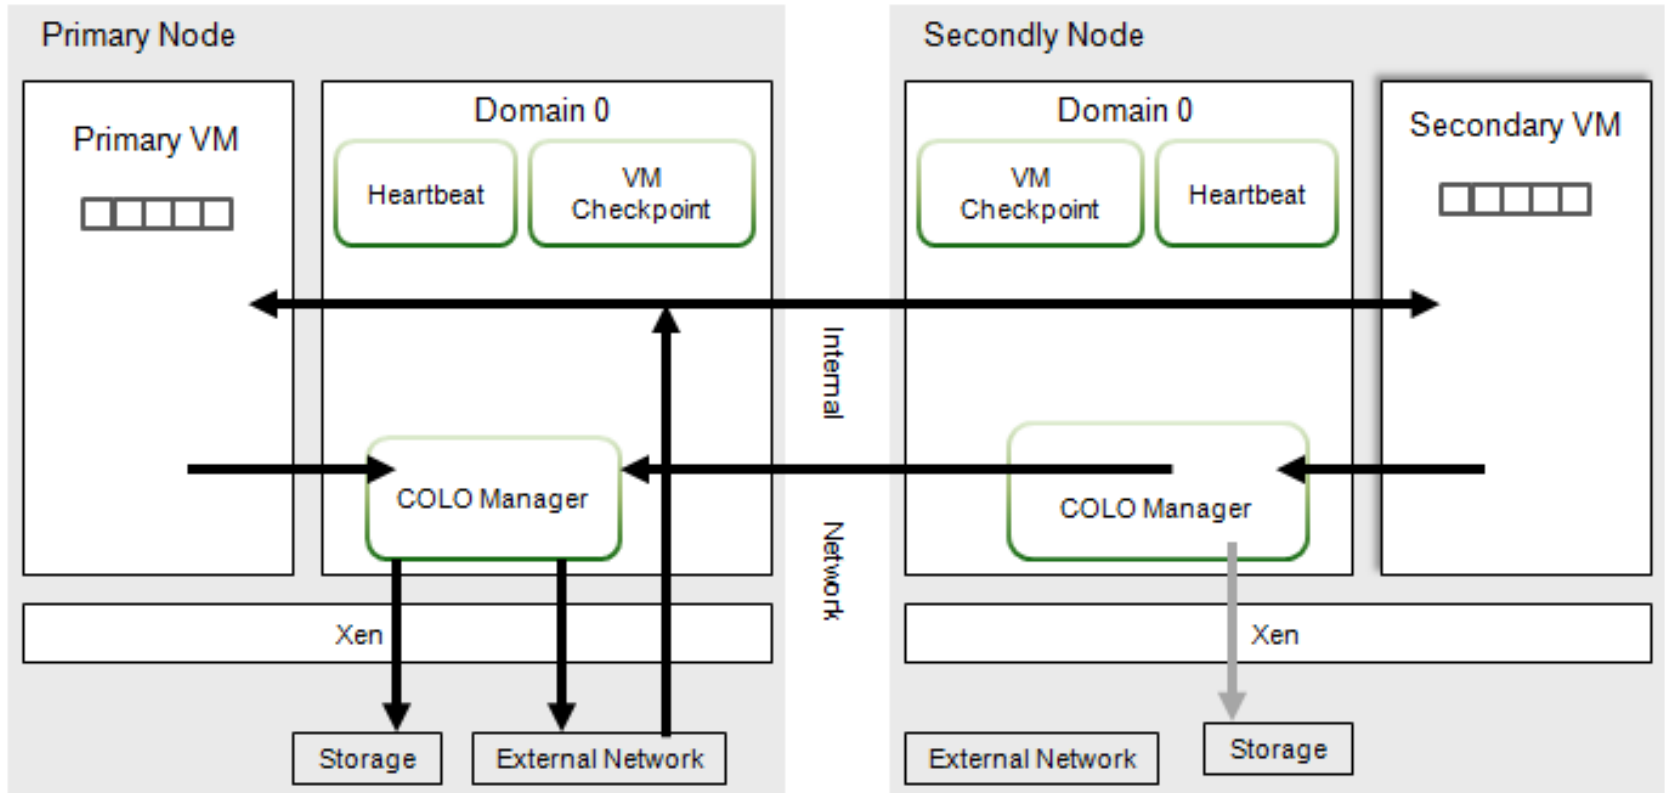 Primary Node
Primary VM
Domain 0
Heartbeat
VM
Checkpoint
COLO Manager
Xen
Storage
External Network
Internal
Network
Secondly Node
Domain 0
VM
Checkpoint
Heartbeat
Secondary VM
COLO Manager
Xen
External Network
Storage